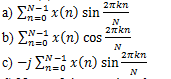 a) ∑_{n=0}^{N−1} x(n) sin 2πkn/N
b) ∑_{n=0}^{N−1} x(n) cos 2πkn/N
c) −j ∑_{n=0}^{N−1} x(n) sin 2πkn/N